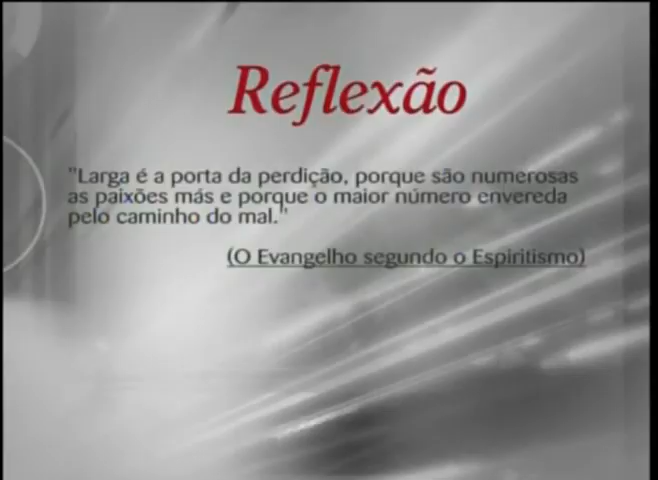 Reflexão
"Larga é a porta da perdição, porque são numerosas
as paixões más e porque o maior número envereda
pelo caminho do mal."
(O Evangelho segundo o Espiritismo)